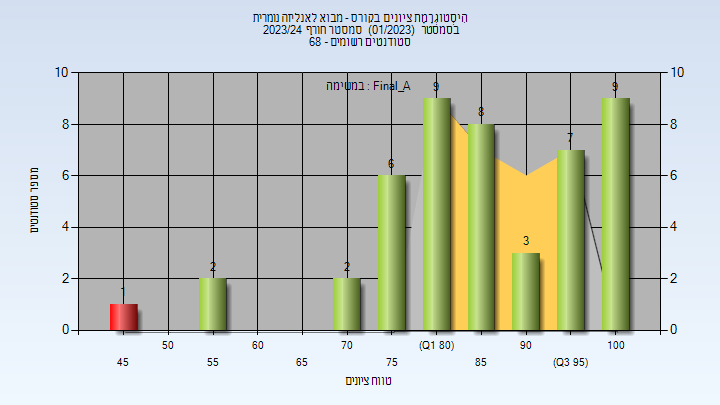 היסטוגרמת ציונים בקורס - מבוא לאנליזה נומרית
בסמסטר (01/2023) סמסטר חורף 2023/24
סטודנטים רשומים - 68
במטימה : Final_A
10 10
8 8
6 6
4 4
2 2
0 0
1 2 2 6 9 8 3 7 9
מספר סטודנטים
50 60 70 (Q1 80) 90 100
45 55 65 75 85 (Q3 95)
טווח ציונים